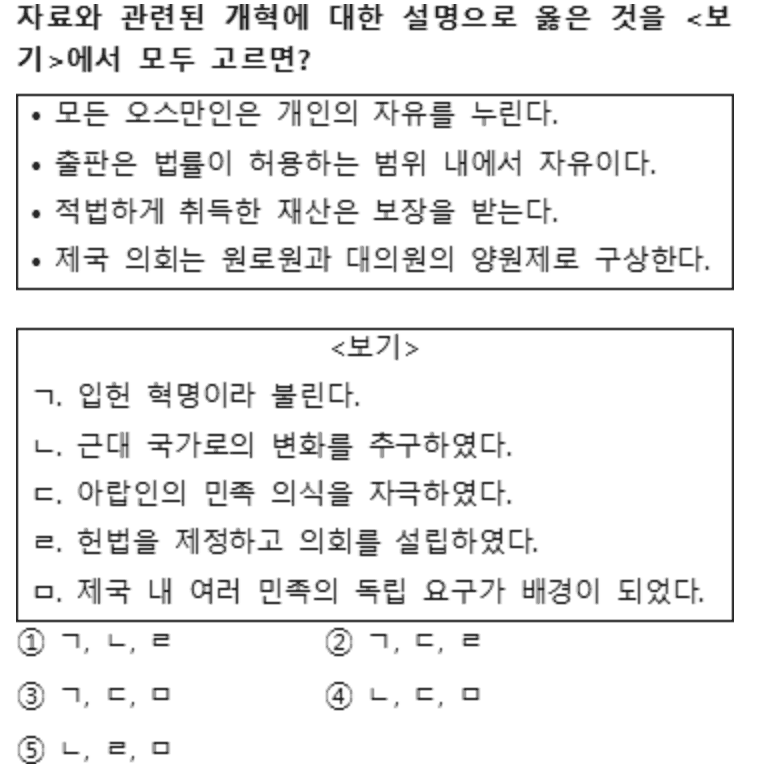 자료와 관련된 개혁에 대한 설명으로 옳은 것을 <보
기>에서 모두 고르면?
• 모든 오스만인은 개인의 자유를 누린다.
• 출판은 법률이 허용하는 범위 내에서 자유이다.
• 적법하게 취득한 재산은 보장을 받는다.
• 제국 의회는 원로원과 대의원의 양원제로 구상한다.
<보기>
ㄱ. 입헌 혁명이라 불린다.
ㄴ. 근대 국가로의 변화를 추구하였다.
ㄷ. 아랍인의 민족 의식을 자극하였다.
ㄹ. 헌법을 제정하고 의회를 설립하였다.
ㅁ. 제국 내 여러 민족의 독립 요구가 배경이 되었다.
① ㄱ, ㄴ, ㄹ ② ㄱ, ㄷ, ㄹ
③ ㄱ, ㄷ, ㅁ ④ ㄴ, ㄷ, ㅁ
⑤ ㄴ, ㄹ, ㅁ